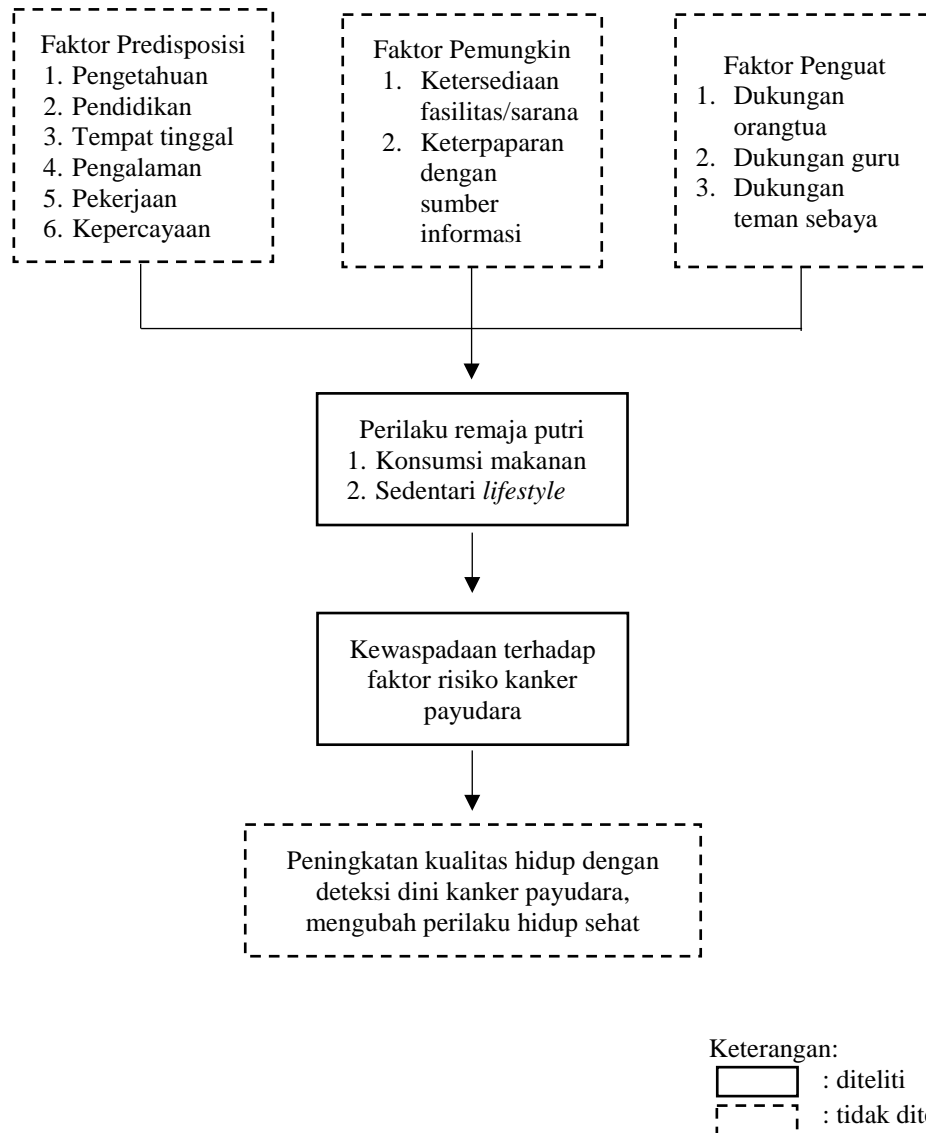 Faktor Predisposisi
1. Pengetahuan
2. Pendidikan
3. Tempat tinggal
4. Pengalaman
5. Pekerjaan
6. Kepercayaan
Faktor Pemungkin
1. Ketersediaan
fasilitas/sarana
2. Keterpaparan
dengan
sumber
informasi
Faktor Penguat
1. Dukungan
orangtua
2. Dukungan guru
3. Dukungan
teman sebaya
Perilaku remaja putri
1. Konsumsi makanan
2. Sedentari lifestyle
Kewaspadaan terhadap
faktor risiko kanker
payudara
Peningkatan kualitas hidup dengan
deteksi dini kanker payudara,
mengubah perilaku hidup sehat
Keterangan:
: diteliti
: tidak